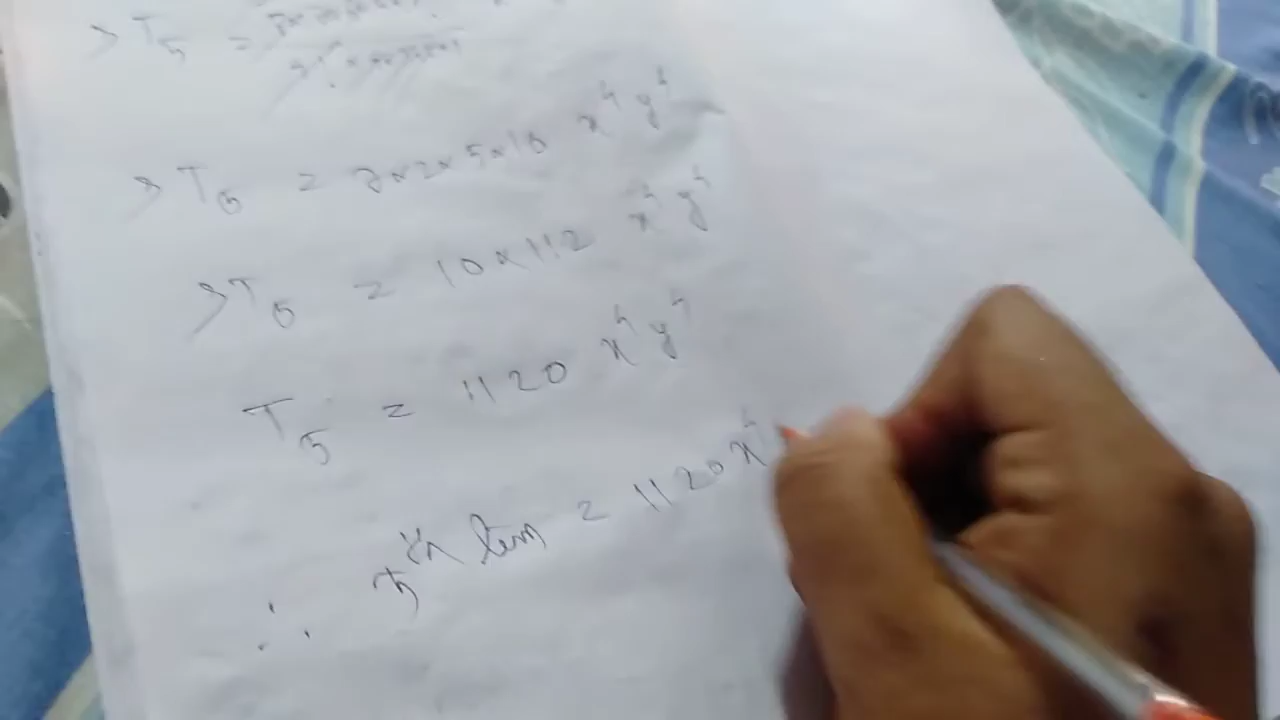 > T₅ =
> T₅ = 7×2×5×16 x⁴ y⁴
> T₅ = 10×112 x⁴ y⁴
T₅ = 1120 x⁴ y⁴
∴ 5th term = 1120 x⁴